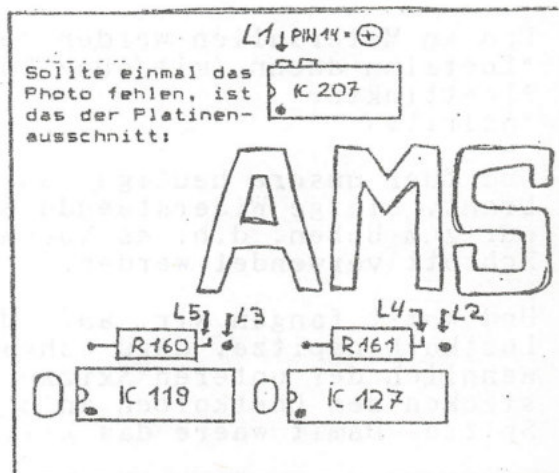 L1 PIN 14 = +
Sollte einmal das
Photo fehlen, ist
das der Platinen-
ausschnitt:
IC 207
AMS
L5 L3 L4 L2
R160 R161
IC 119 IC 127